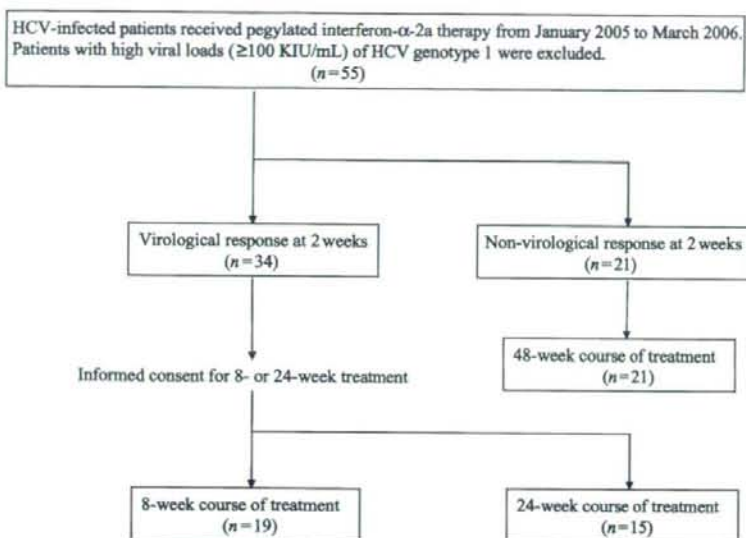 HCV-infected patients received pegylated interferon-α-2a therapy from January 2005 to March 2006.
Patients with high viral loads (≥100 KIU/mL) of HCV genotype 1 were excluded.
(n=55)
Virological response at 2 weeks
(n=34)
Non-virological response at 2 weeks
(n=21)
48-week course of treatment
(n=21)
Informed consent for 8- or 24-week treatment
8-week course of treatment
(n=19)
24-week course of treatment
(n=15)